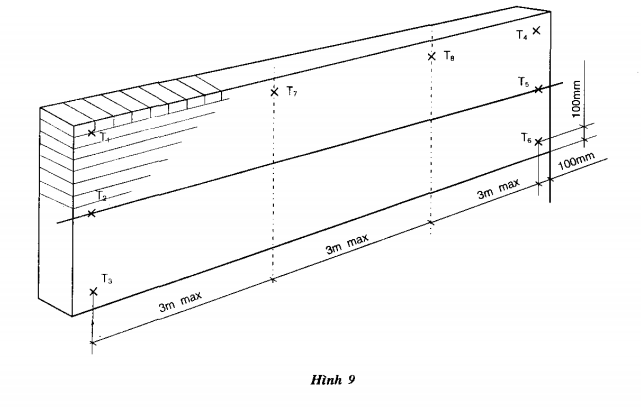 T₄
T₈
T₅
T₇
100mm
T₁
T₆
100mm
T₂
3m max
3m max
T₃
3m max
Hình 9